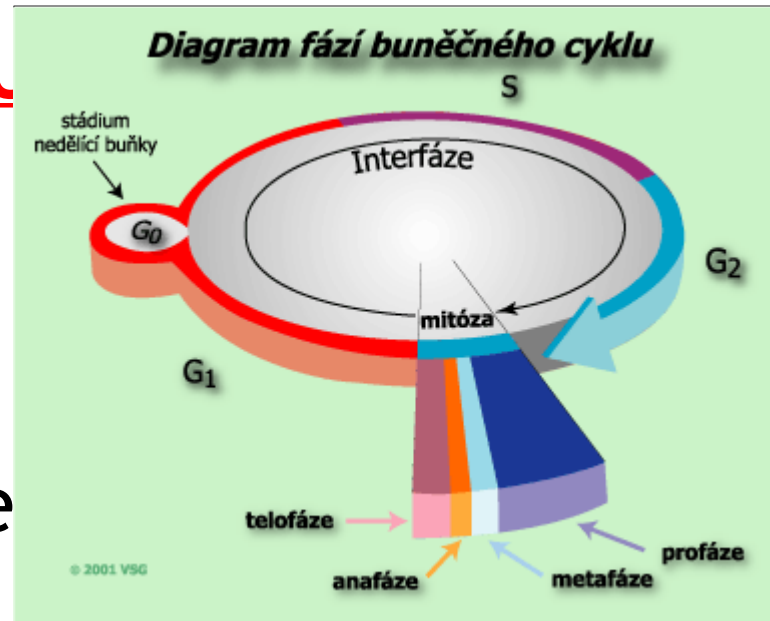 Diagram fází buněčného cyklu
S
stádium
nedělící buňky
Interfáze
G0
G2
mitóza
G1
telofáze
profáze
anafáze
metafáze
© 2001 VSG
e